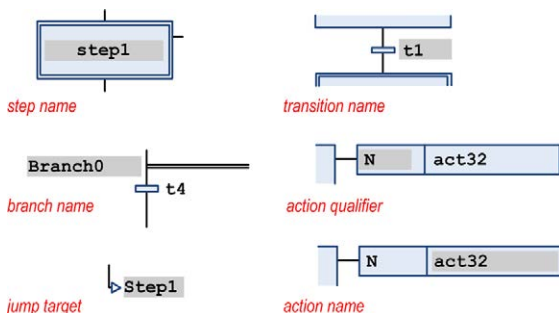 step1
t1
step name
transition name
Branch0
t4
N
act32
branch name
action qualifier
Step1
N
act32
jump target
action name